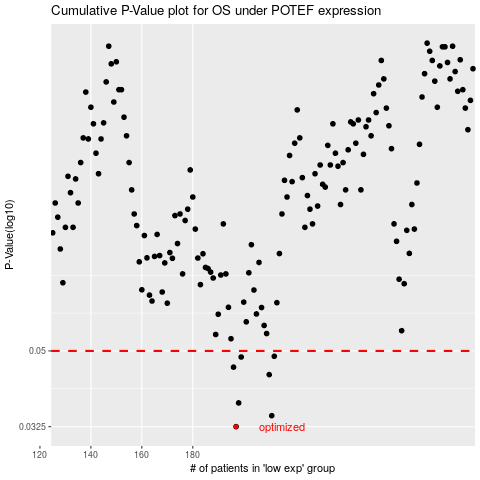 Cumulative P-Value plot for OS under POTEF expression
P-Value(log10)
0.05
0.0325
optimized
120 140 160 180
# of patients in 'low exp' group